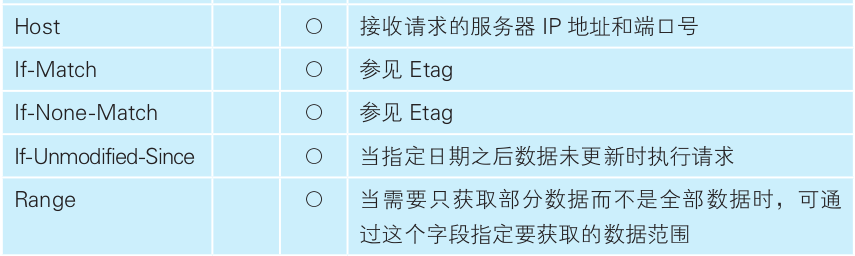 Host ○ 接收请求的服务器 IP 地址和端口号
If-Match ○ 参见 Etag
If-None-Match ○ 参见 Etag
If-Unmodified-Since ○ 当指定日期之后数据未更新时执行请求
Range ○ 当需要只获取部分数据而不是全部数据时，可通
过这个字段指定要获取的数据范围